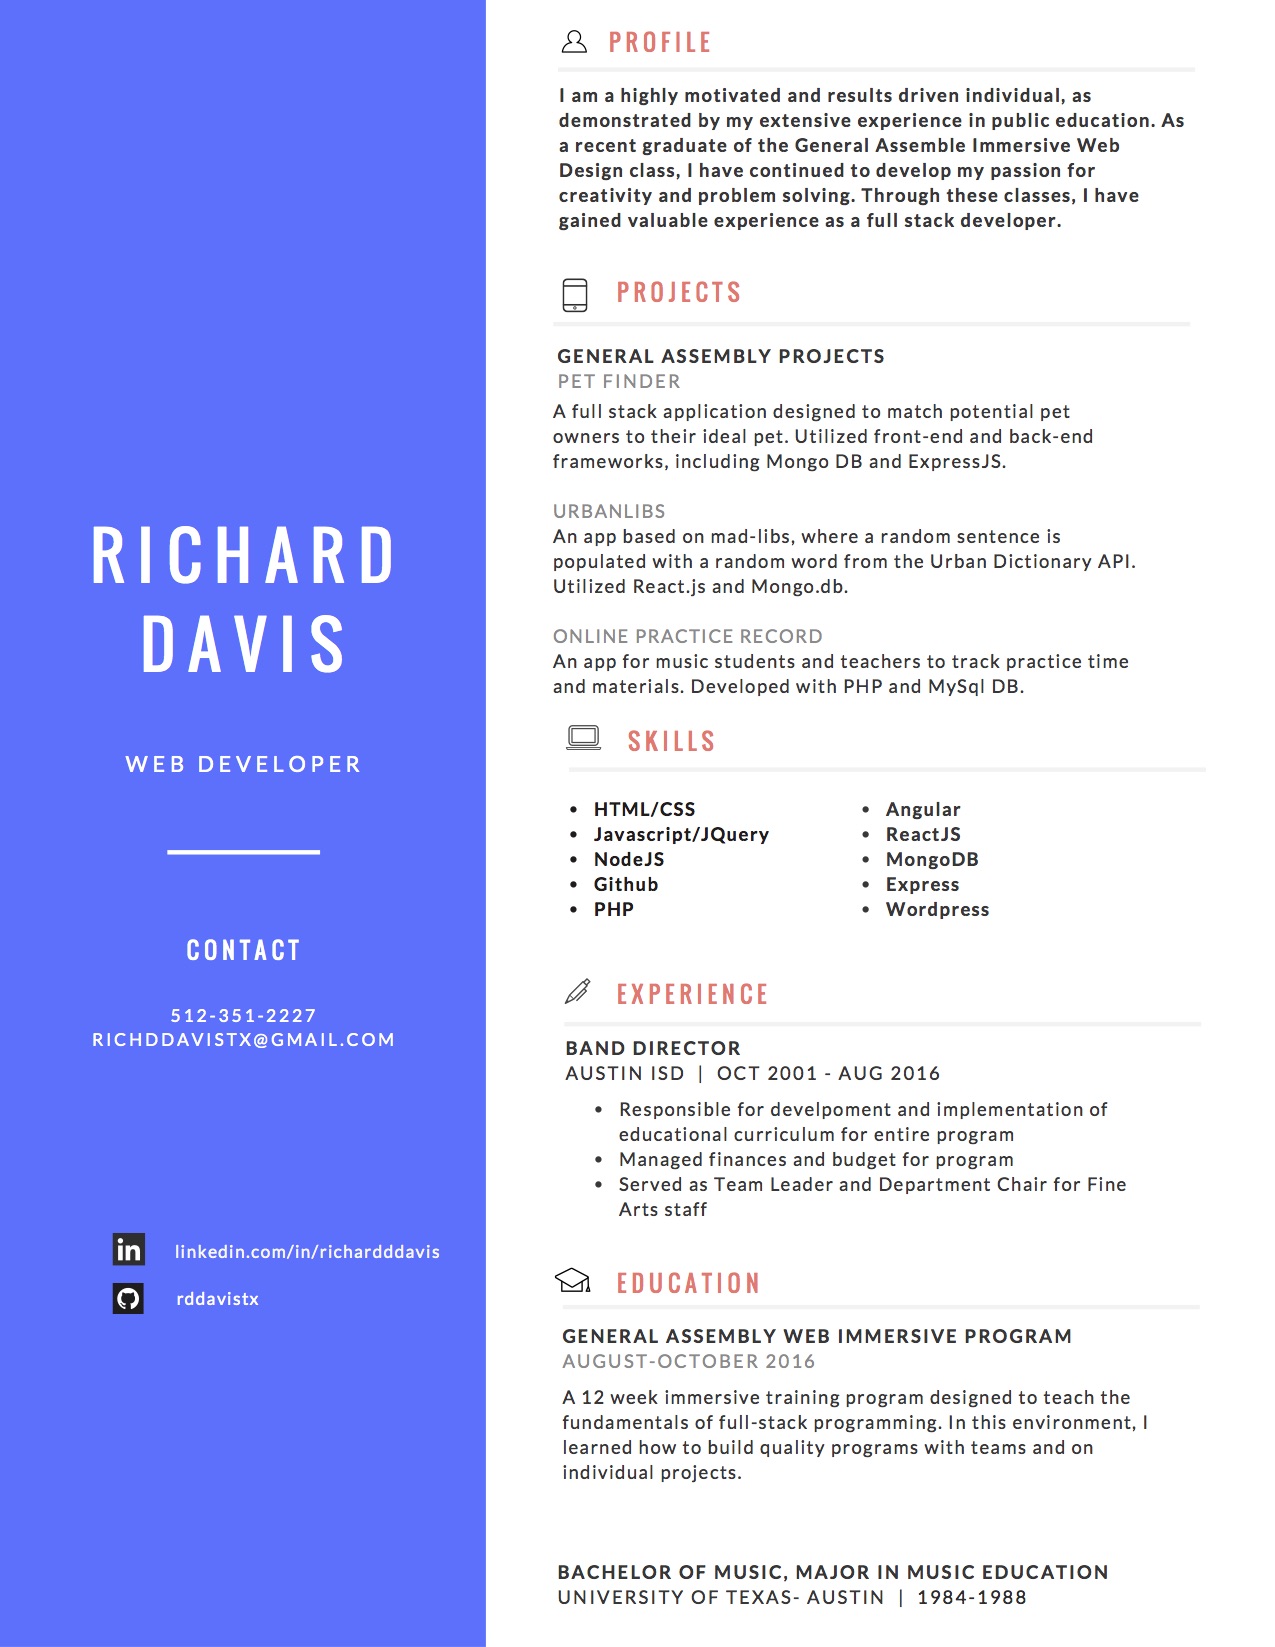 RICHARD
DAVIS
WEB DEVELOPER
CONTACT
512-351-2227
RICHDDAVISTX@GMAIL.COM
in linkedin.com/in/richardddavis
rddavistx
PROFILE
I am a highly motivated and results driven individual, as
demonstrated by my extensive experience in public education. As
a recent graduate of the General Assemble Immersive Web
Design class, I have continued to develop my passion for
creativity and problem solving. Through these classes, I have
gained valuable experience as a full stack developer.
PROJECTS
GENERAL ASSEMBLY PROJECTS
PET FINDER
A full stack application designed to match potential pet
owners to their ideal pet. Utilized front-end and back-end
frameworks, including Mongo DB and ExpressJS.
URBANLIBS
An app based on mad-libs, where a random sentence is
populated with a random word from the Urban Dictionary API.
Utilized React.js and Mongo.db.
ONLINE PRACTICE RECORD
An app for music students and teachers to track practice time
and materials. Developed with PHP and MySql DB.
SKILLS
• HTML/CSS
• Javascript/JQuery
• NodeJS
• Github
• PHP
• Angular
• ReactJS
• MongoDB
• Express
• Wordpress
EXPERIENCE
BAND DIRECTOR
AUSTIN ISD | OCT 2001 - AUG 2016
• Responsible for develpoment and implementation of
educational curriculum for entire program
• Managed finances and budget for program
• Served as Team Leader and Department Chair for Fine
Arts staff
EDUCATION
GENERAL ASSEMBLY WEB IMMERSIVE PROGRAM
AUGUST-OCTOBER 2016
A 12 week immersive training program designed to teach the
fundamentals of full-stack programming. In this environment, I
learned how to build quality programs with teams and on
individual projects.
BACHELOR OF MUSIC, MAJOR IN MUSIC EDUCATION
UNIVERSITY OF TEXAS- AUSTIN | 1984-1988